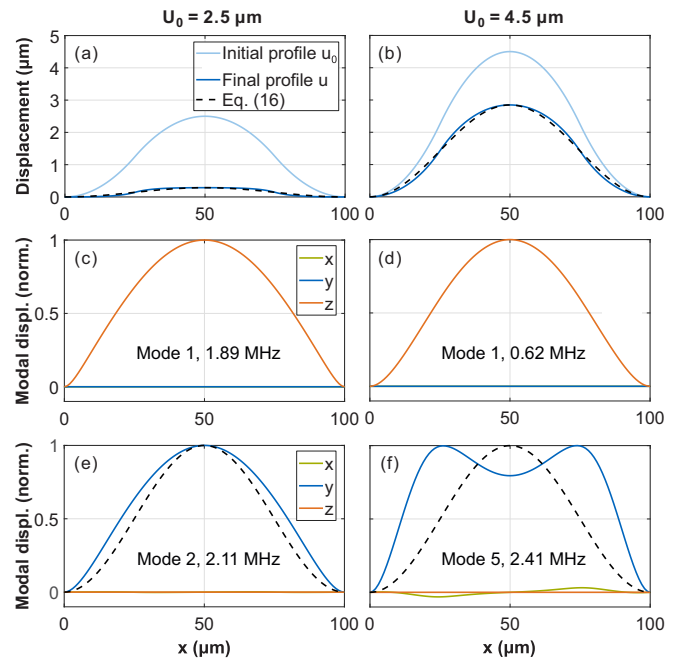 U₀ = 2.5 μm
U₀ = 4.5 μm
Displacement (μm)
5
4
3
2
1
0
(a)
Initial profile u₀
Final profile u
Eq. (16)
0
50
100
(b)
0
50
100
Modal displ. (norm.)
1
0.5
0
(c)
x
y
z
Mode 1, 1.89 MHz
0
50
100
(d)
Mode 1, 0.62 MHz
0
50
100
Modal displ. (norm.)
1
0.5
0
(e)
x
y
z
Mode 2, 2.11 MHz
0
50
100
x (μm)
(f)
Mode 5, 2.41 MHz
0
50
100
x (μm)